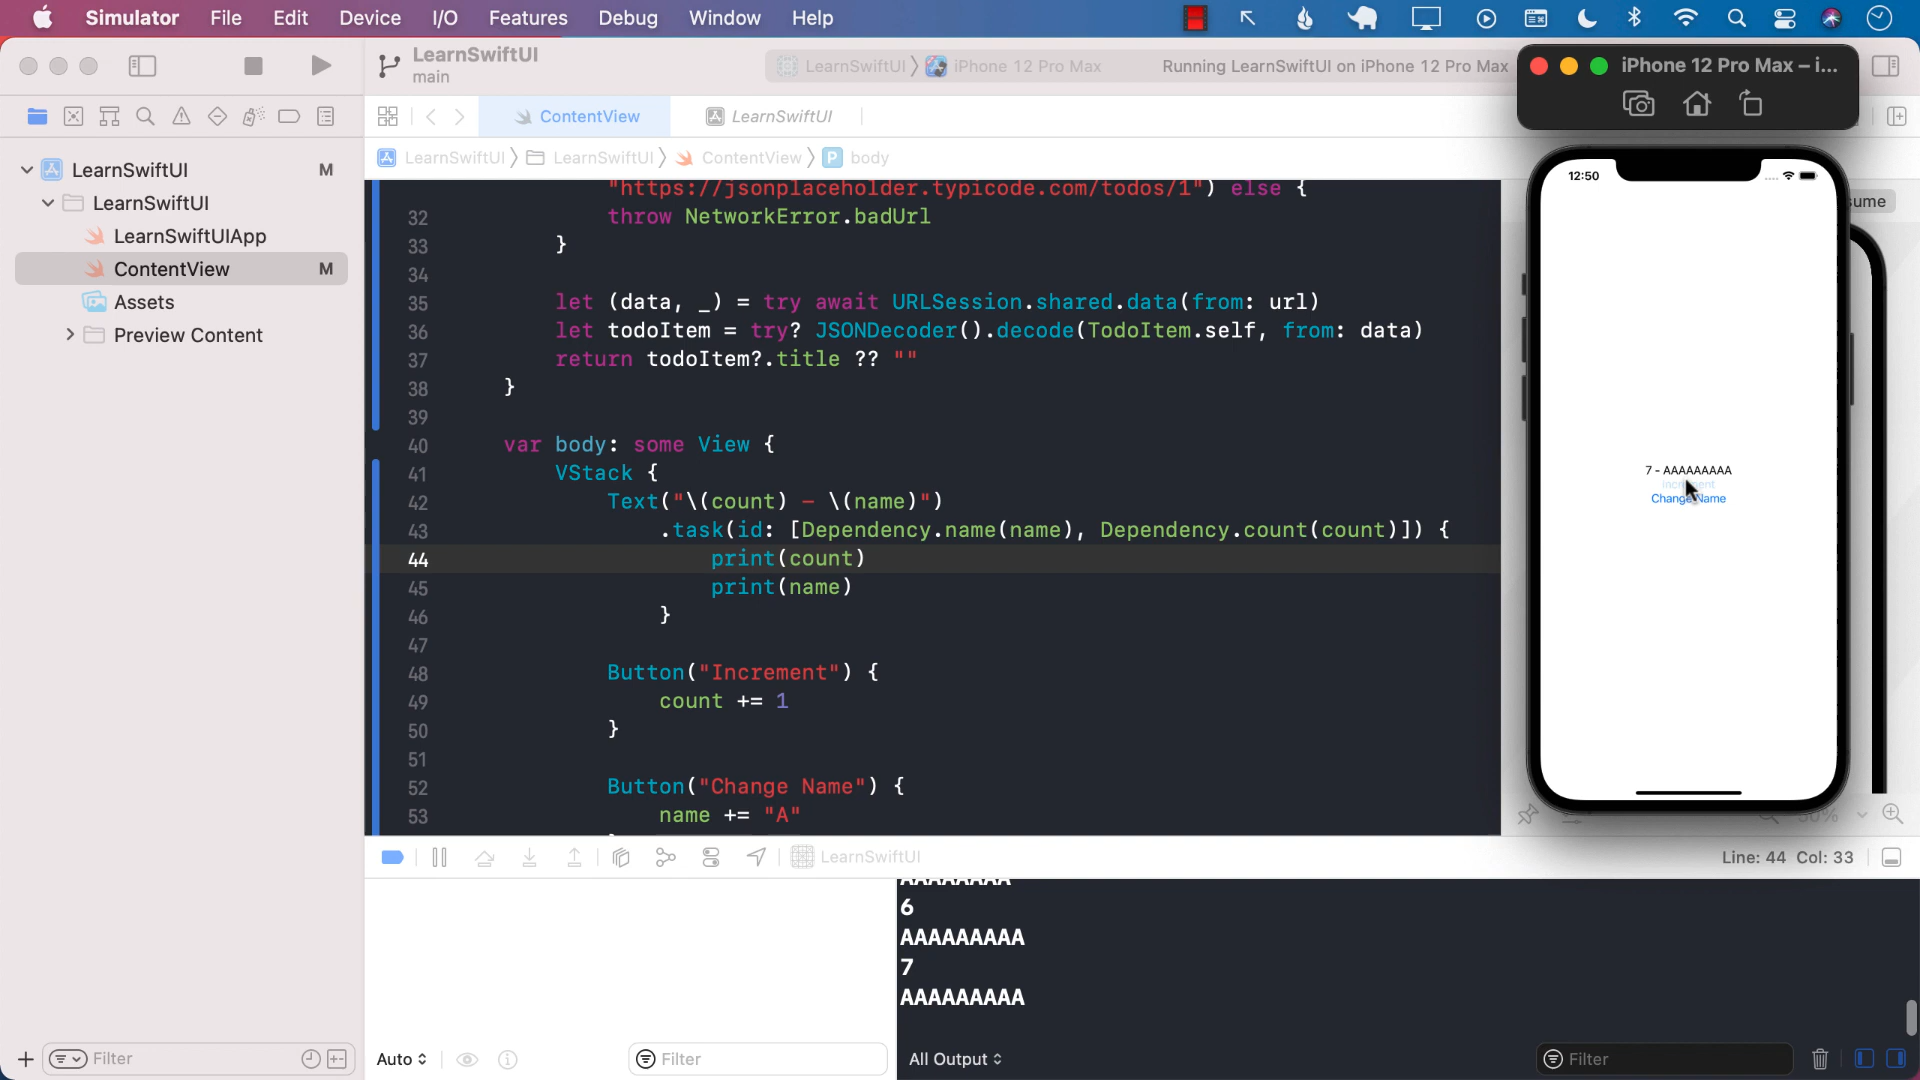 Simulator File Edit Device I/O Features Debug Window Help
LearnSwiftUI
main
LearnSwiftUI iPhone 12 Pro Max Running LearnSwiftUI on iPhone 12 Pro Max
iPhone 12 Pro Max – i...
ContentView
LearnSwiftUI
LearnSwiftUI LearnSwiftUI ContentView P body
LearnSwiftUI M
LearnSwiftUI
LearnSwiftUIApp
ContentView M
Assets
Preview Content
"https://jsonplaceholder.typicode.com/todos/1") else {
32 throw NetworkError.badUrl
33 }
34
35 let (data, _) = try await URLSession.shared.data(from: url)
36 let todoItem = try? JSONDecoder().decode(TodoItem.self, from: data)
37 return todoItem?.title ?? ""
38 }
39
40 var body: some View {
41 VStack {
42 Text("\(count) – \(name)")
43 .task(id: [Dependency.name(name), Dependency.count(count)]) {
44 print(count)
45 print(name)
46 }
47
48 Button("Increment") {
49 count += 1
50 }
51
52 Button("Change Name") {
53 name += "A"
12:50
ume
7 - AAAAAAAAA
Increment
Change Name
50%
LearnSwiftUI
Line: 44 Col: 33
6
AAAAAAAAA
7
AAAAAAAAA
Filter
Auto
Filter
All Output
Filter